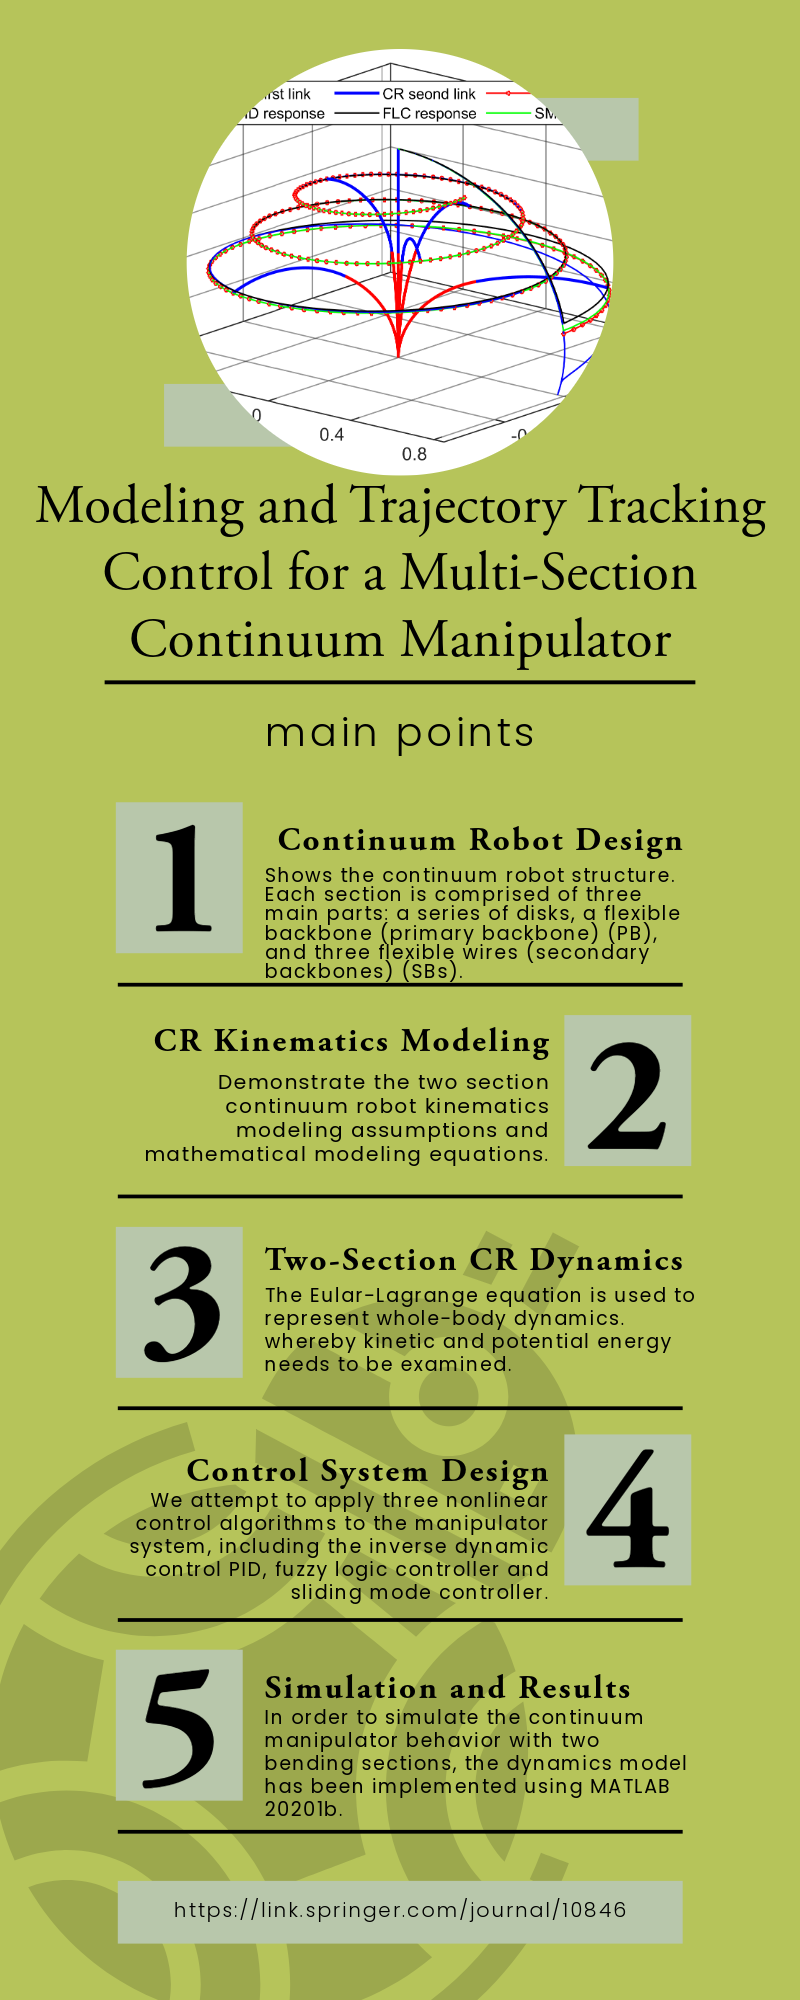 link CR seond link
response FLC response
0
0.4
0.8
Modeling and Trajectory Tracking
Control for a Multi-Section
Continuum Manipulator
main points
1
Continuum Robot Design
Shows the continuum robot structure.
Each section is comprised of three
main parts: a series of disks, a flexible
backbone (primary backbone) (PB),
and three flexible wires (secondary
backbones) (SBs).
CR Kinematics Modeling
2
Demonstrate the two section
continuum robot kinematics
modeling assumptions and
mathematical modeling equations.
3
Two-Section CR Dynamics
The Eular-Lagrange equation is used to
represent whole-body dynamics.
whereby kinetic and potential energy
needs to be examined.
Control System Design
4
We attempt to apply three nonlinear
control algorithms to the manipulator
system, including the inverse dynamic
control PID, fuzzy logic controller and
sliding mode controller.
5
Simulation and Results
In order to simulate the continuum
manipulator behavior with two
bending sections, the dynamics model
has been implemented using MATLAB
20201b.
https://link.springer.com/journal/10846